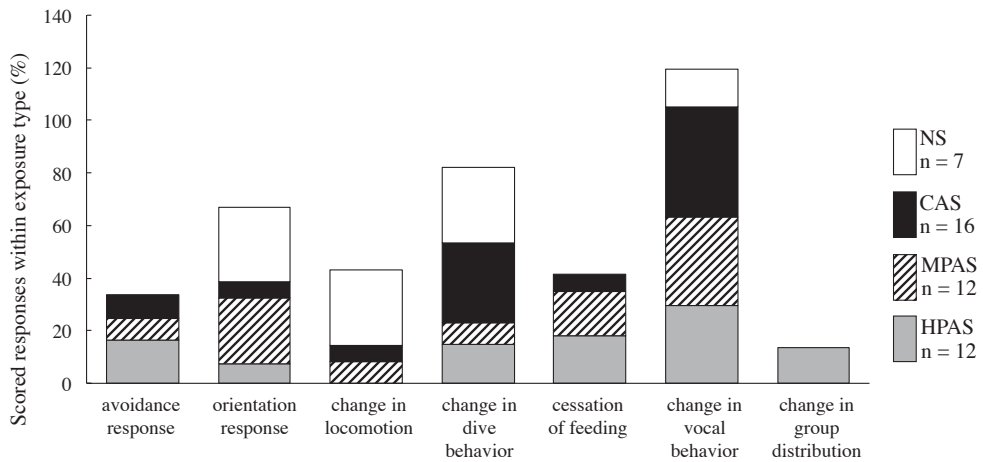 Scored responses within exposure type (%)
140
120
100
80
60
40
20
0
avoidance
response
orientation
response
change in
locomotion
change in
dive
behavior
cessation
of feeding
change in
vocal
behavior
change in
group
distribution
NS
n = 7
CAS
n = 16
MPAS
n = 12
HPAS
n = 12